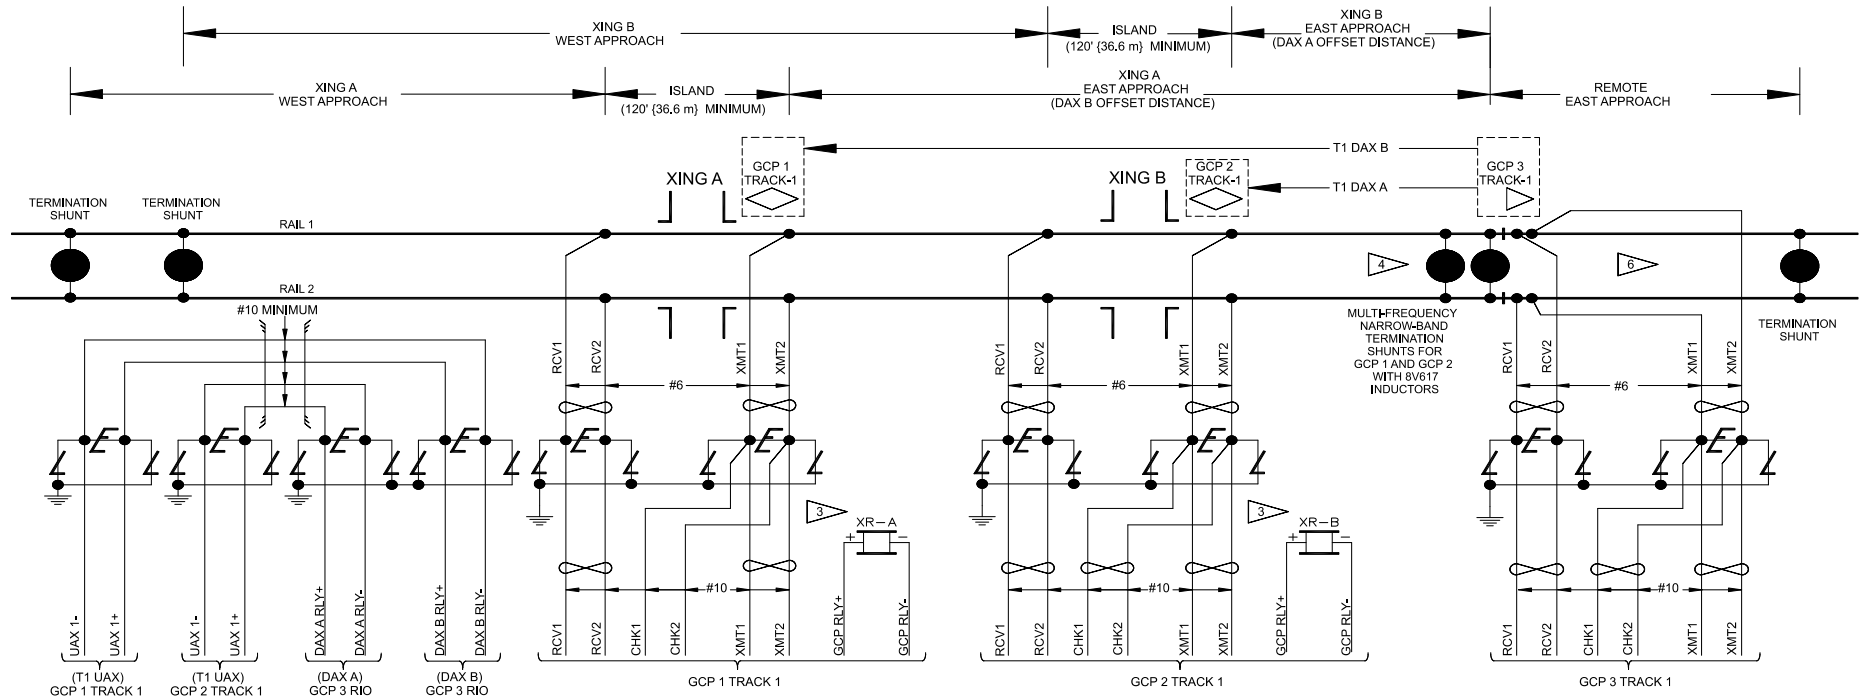 XING B
WEST APPROACH
ISLAND
(120' {36.6 m} MINIMUM)
XING B
EAST APPROACH
(DAX A OFFSET DISTANCE)
XING A
WEST APPROACH
ISLAND
(120' {36.6 m} MINIMUM)
XING A
EAST APPROACH
(DAX B OFFSET DISTANCE)
REMOTE
EAST APPROACH
T1 DAX B
T1 DAX A
GCP 1
TRACK-1
GCP 2
TRACK-1
GCP 3
TRACK-1
XING A
XING B
TERMINATION
SHUNT
TERMINATION
SHUNT
RAIL 1
RAIL 2
4
6
#10 MINIMUM
MULTI-FREQUENCY
NARROW-BAND
TERMINATION
SHUNTS FOR
GCP 1 AND GCP 2
WITH 8V617
INDUCTORS
TERMINATION
SHUNT
RCV1
RCV2
XMT1
XMT2
RCV1
RCV2
XMT1
XMT2
RCV1
RCV2
XMT1
XMT2
#6
#6
#6
3
XR-A
+
-
3
XR-B
+
-
#10
#10
#10
UAX 1-
UAX 1+
UAX 1-
UAX 1+
DAX A RLY+
DAX A RLY-
DAX B RLY+
DAX B RLY-
RCV1
RCV2
CHK1
CHK2
XMT1
XMT2
GCP RLY+
GCP RLY-
RCV1
RCV2
CHK1
CHK2
XMT1
XMT2
GCP RLY+
GCP RLY-
RCV1
RCV2
CHK1
CHK2
XMT1
XMT2
(T1 UAX)
GCP 1 TRACK 1
(T1 UAX)
GCP 2 TRACK 1
(DAX A)
GCP 3 RIO
(DAX B)
GCP 3 RIO
GCP 1 TRACK 1
GCP 2 TRACK 1
GCP 3 TRACK 1